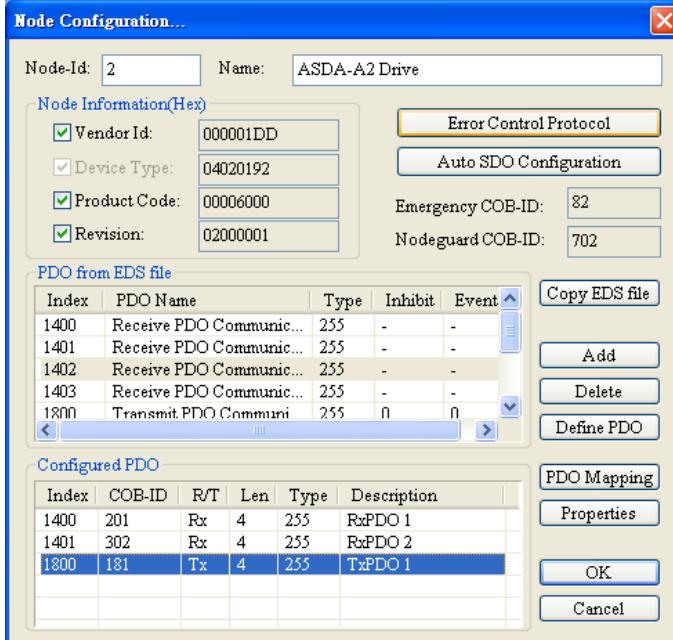 Node Configuration...
Node-Id: 2 Name: ASDA-A2 Drive
Node Information(Hex)
Vendor Id: 000001DD
Device Type: 04020192
Product Code: 00006000
Revision: 02000001
Error Control Protocol
Auto SDO Configuration
Emergency COB-ID: 82
Nodeguard COB-ID: 702
PDO from EDS file
Index PDO Name Type Inhibit Event
1400 Receive PDO Communic... 255 - -
1401 Receive PDO Communic... 255 - -
1402 Receive PDO Communic... 255 - -
1403 Receive PDO Communic... 255 - -
1800 Transmit PDO Communi 255 0 0
Copy EDS file
Add
Delete
Define PDO
Configured PDO
Index COB-ID R/T Len Type Description
1400 201 Rx 4 255 RxPDO 1
1401 302 Rx 4 255 RxPDO 2
1800 181 Tx 4 255 TxPDO 1
PDO Mapping
Properties
OK
Cancel